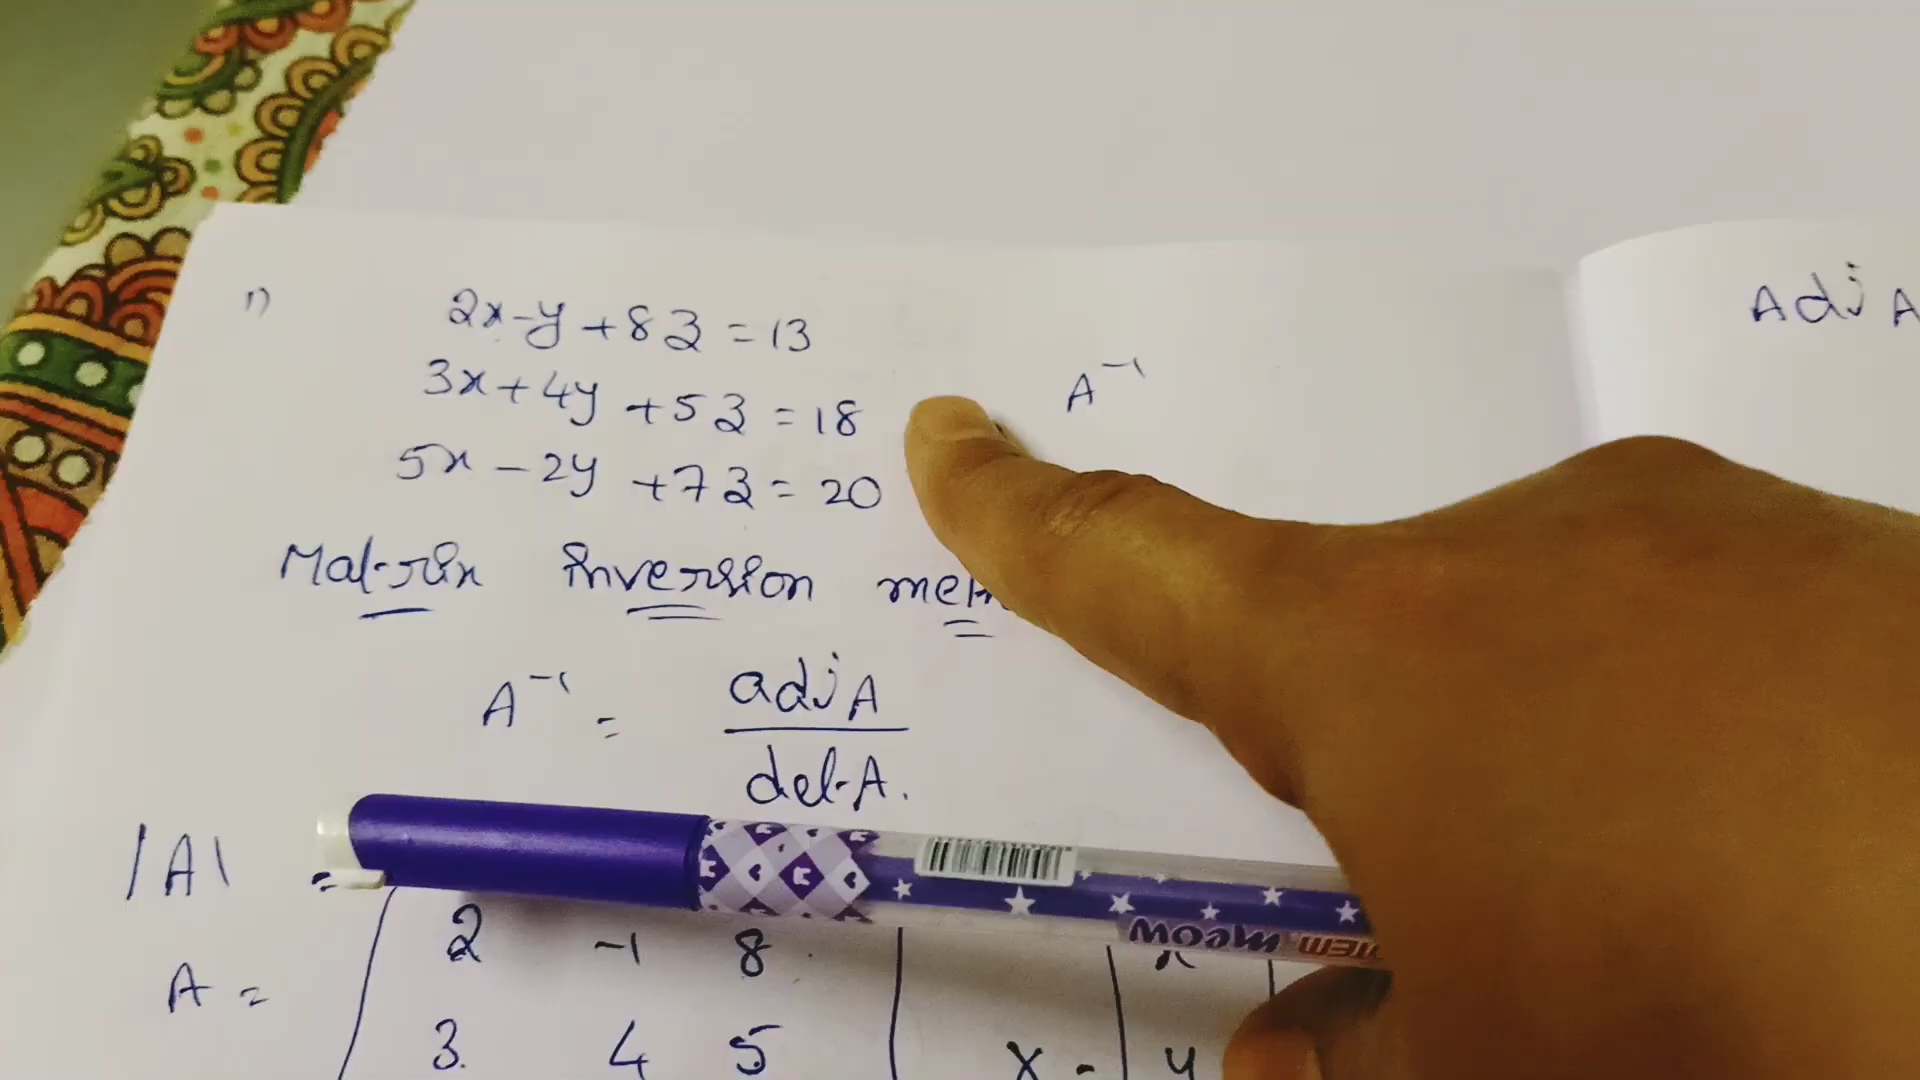 1)
2x-y+8z=13
3x+4y+5z=18
5x-2y+7z=20
A⁻¹
Adj A
Matrix inversion
A⁻¹ = adj A / det A.
|A| =
A = 2 -1 8
3. 4 5
X = y
meow